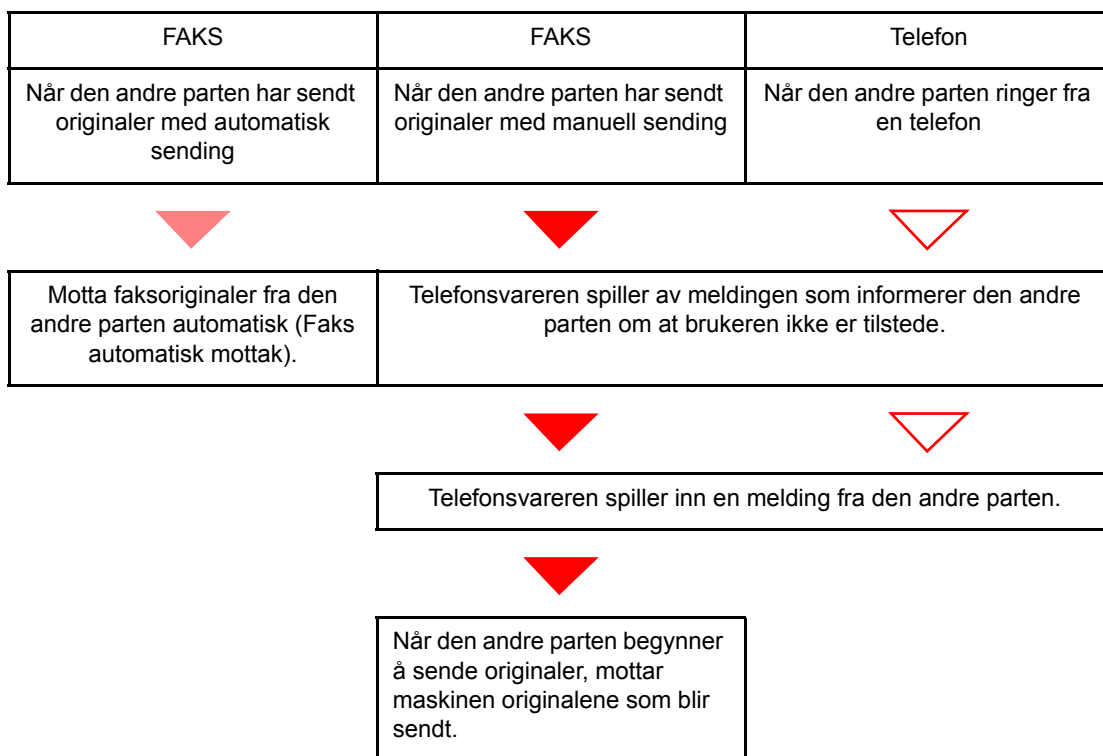 FAKS
FAKS
Telefon
Når den andre parten har sendt
originaler med automatisk
sending
Når den andre parten har sendt
originaler med manuell sending
Når den andre parten ringer fra
en telefon
Motta faksoriginaler fra den
andre parten automatisk (Faks
automatisk mottak).
Telefonsvareren spiller av meldingen som informerer den andre
parten om at brukeren ikke er tilstede.
Telefonsvareren spiller inn en melding fra den andre parten.
Når den andre parten begynner
å sende originaler, mottar
maskinen originalene som blir
sendt.